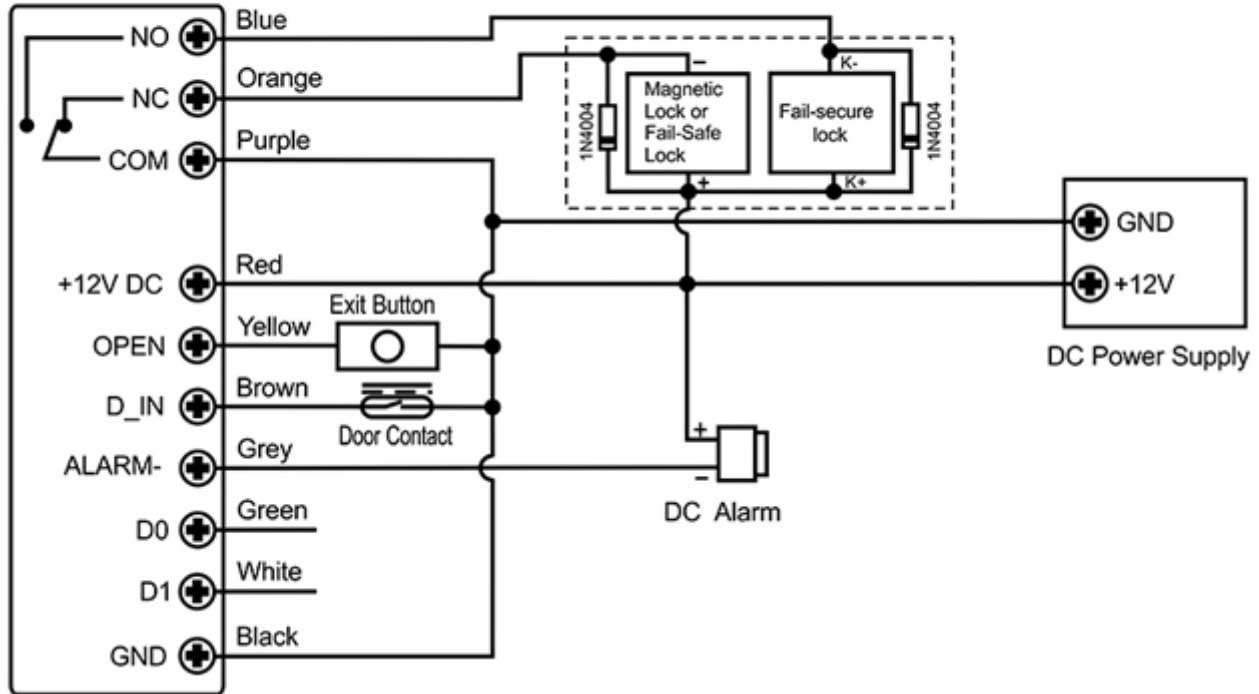 NO
Blue
NC
Orange
COM
Purple
+12V DC
Red
OPEN
Yellow
Exit Button
D_IN
Brown
Door Contact
ALARM-
Grey
D0
Green
D1
White
GND
Black
1N4004
−
Magnetic
Lock or
Fail-Safe
Lock
+
K-
Fail-secure
lock
K+
1N4004
GND
+12V
DC Power Supply
+
−
DC Alarm